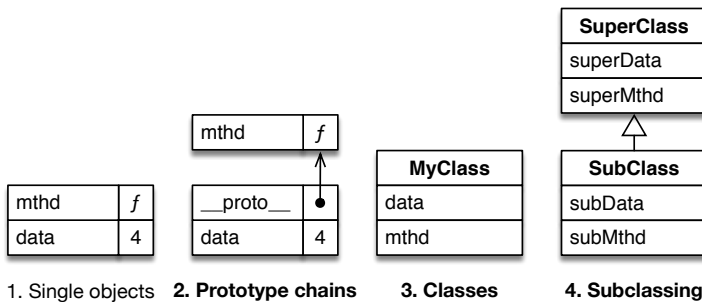 mthd f
data 4
1. Single objects
mthd f
__proto__
data 4
2. Prototype chains
MyClass
data
mthd
3. Classes
SuperClass
superData
superMthd
SubClass
subData
subMthd
4. Subclassing